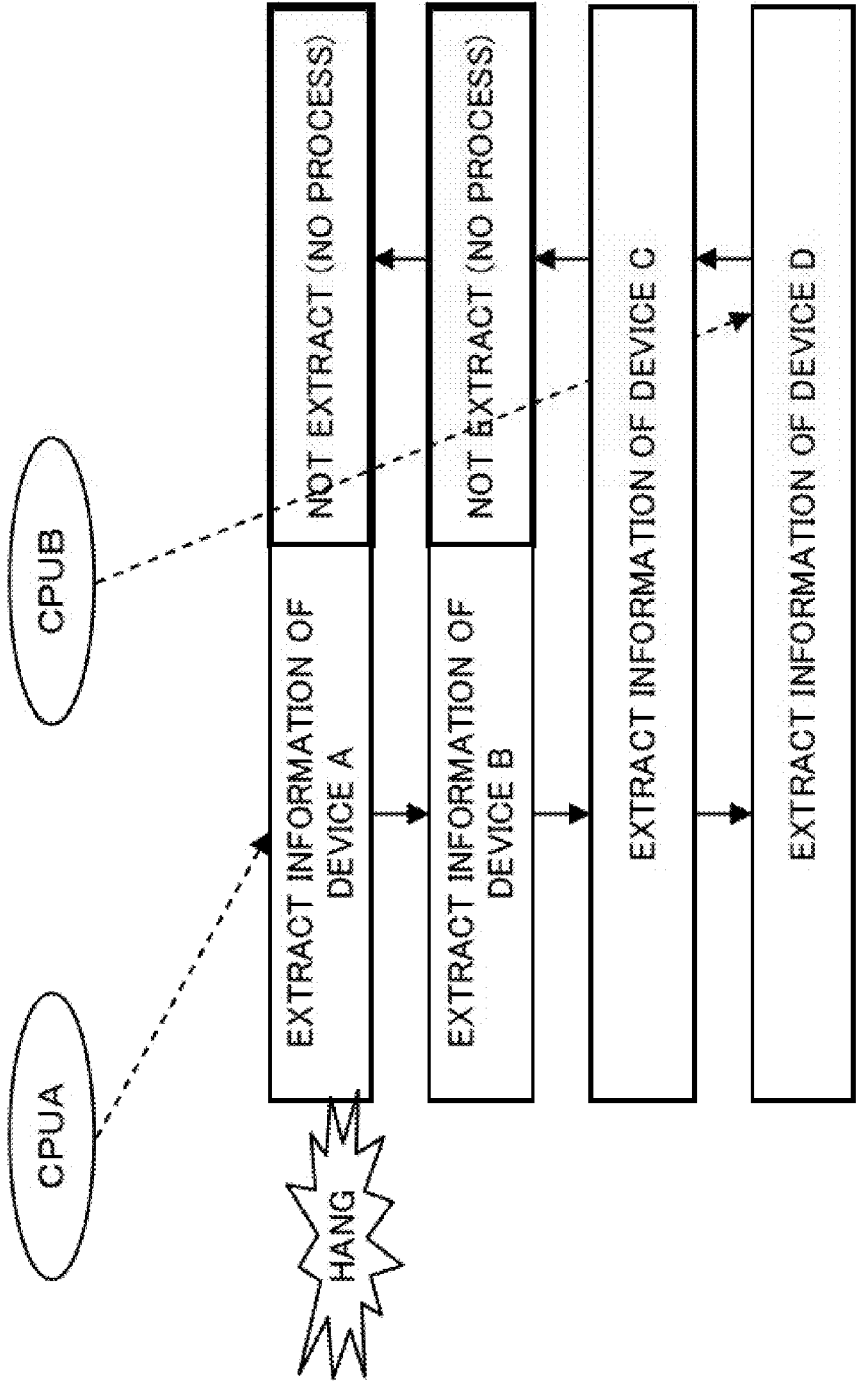 CPUA
CPUB
HANG
EXTRACT INFORMATION OF
DEVICE A
NOT EXTRACT (NO PROCESS)
EXTRACT INFORMATION OF
DEVICE B
NOT EXTRACT (NO PROCESS)
EXTRACT INFORMATION OF DEVICE C
EXTRACT INFORMATION OF DEVICE D